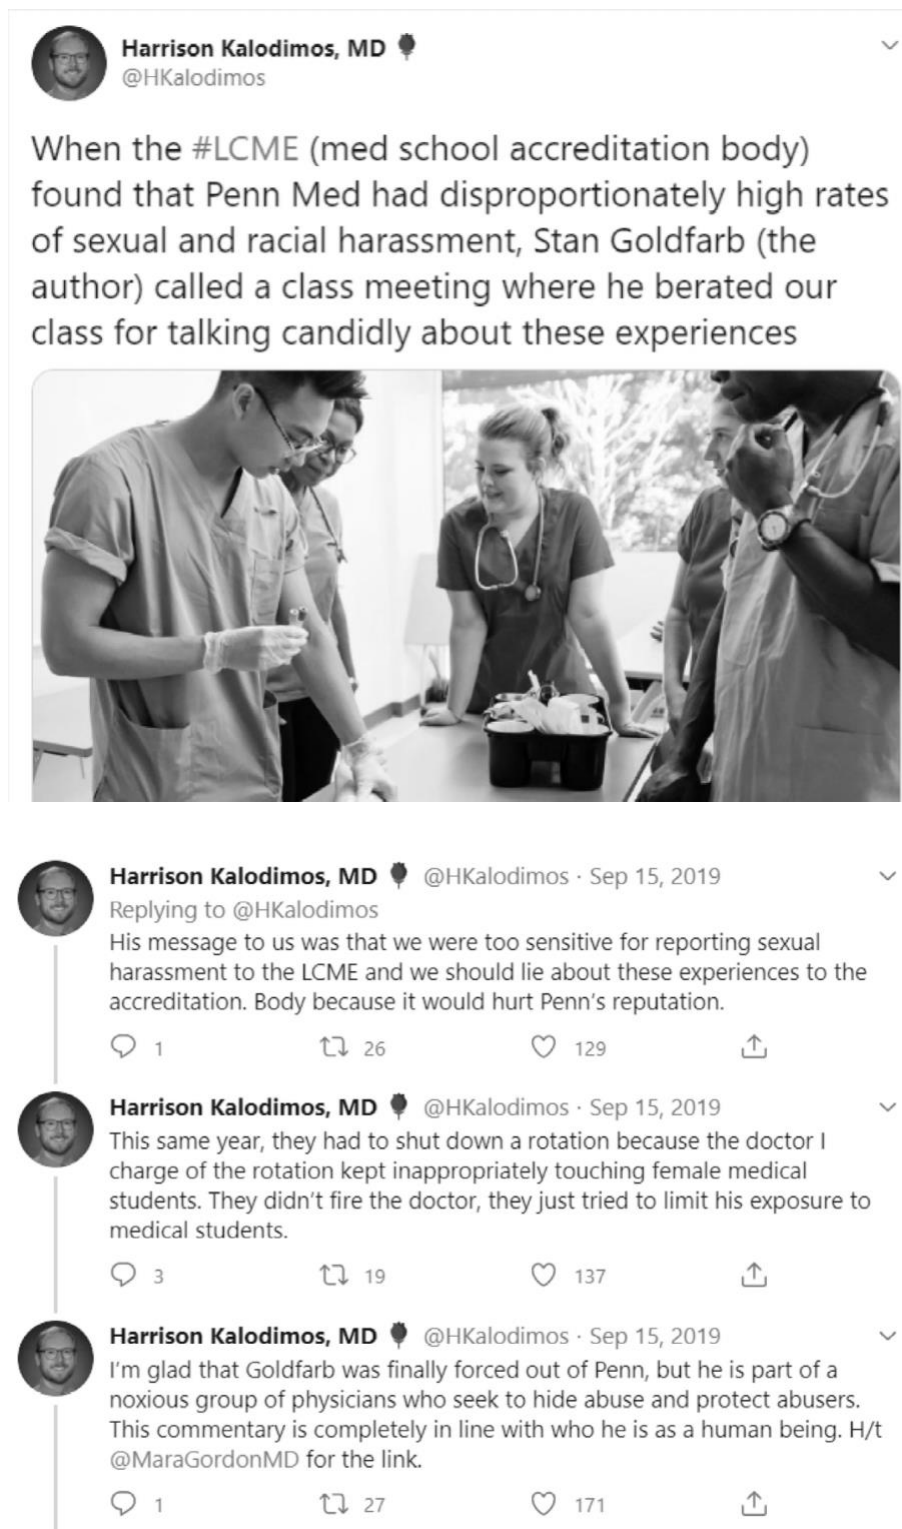 Harrison Kalodimos, MD
@HKalodimos
When the #LCME (med school accreditation body)
found that Penn Med had disproportionately high rates
of sexual and racial harassment, Stan Goldfarb (the
author) called a class meeting where he berated our
class for talking candidly about these experiences
Harrison Kalodimos, MD @HKalodimos · Sep 15, 2019
Replying to @HKalodimos
His message to us was that we were too sensitive for reporting sexual
harassment to the LCME and we should lie about these experiences to the
accreditation. Body because it would hurt Penn's reputation.
1 26 129
Harrison Kalodimos, MD @HKalodimos · Sep 15, 2019
This same year, they had to shut down a rotation because the doctor I
charge of the rotation kept inappropriately touching female medical
students. They didn't fire the doctor, they just tried to limit his exposure to
medical students.
3 19 137
Harrison Kalodimos, MD @HKalodimos · Sep 15, 2019
I'm glad that Goldfarb was finally forced out of Penn, but he is part of a
noxious group of physicians who seek to hide abuse and protect abusers.
This commentary is completely in line with who he is as a human being. H/t
@MaraGordonMD for the link.
1 27 171